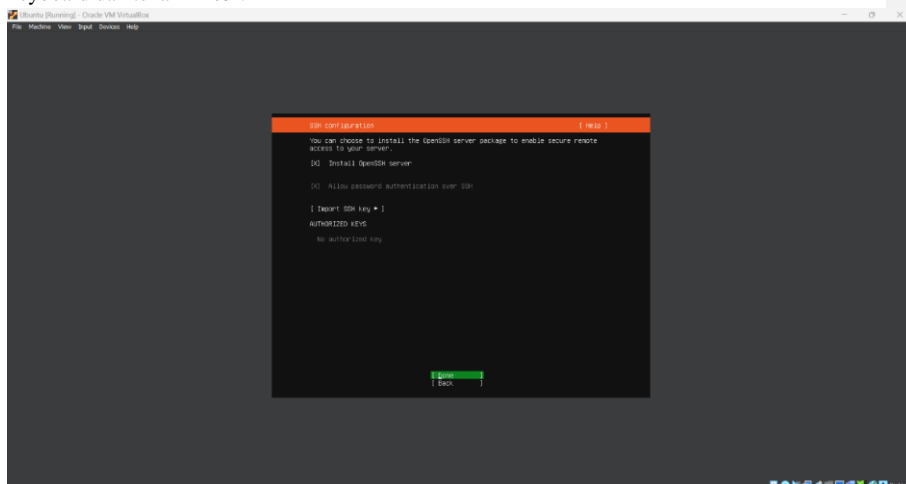 Ubuntu [Running] - Oracle VM VirtualBox
File Machine View Input Devices Help
SSH configuration [ Help ]
You can choose to install the OpenSSH server package to enable secure remote
access to your server.
[X] Install OpenSSH server
[X] Allow password authentication over SSH
[ Import SSH key ▸ ]
AUTHORIZED KEYS
No authorized key
[ Done ]
[ Back ]